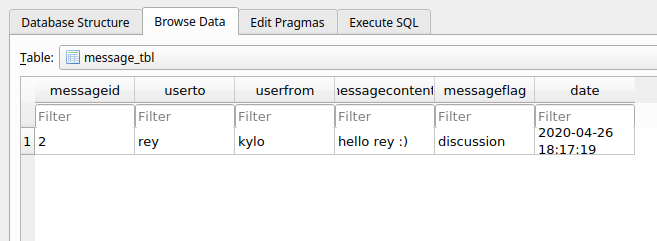 Database Structure Browse Data Edit Pragmas Execute SQL
Table: message_tbl
messageid userto userfrom nessagecontent messageflag date
Filter Filter Filter Filter Filter Filter
1 2 rey kylo hello rey :) discussion 2020-04-26
18:17:19